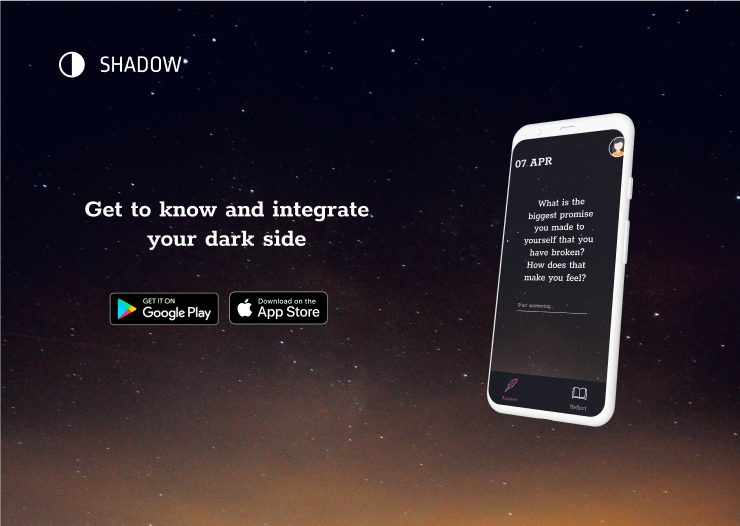 SHADOW
Get to know and integrate
your dark side
GET IT ON
Google Play
Download on the
App Store
07 APR
What is the
biggest promise
you made to
yourself that you
have broken?
How does that
make you feel?
Start answering...
Reflect